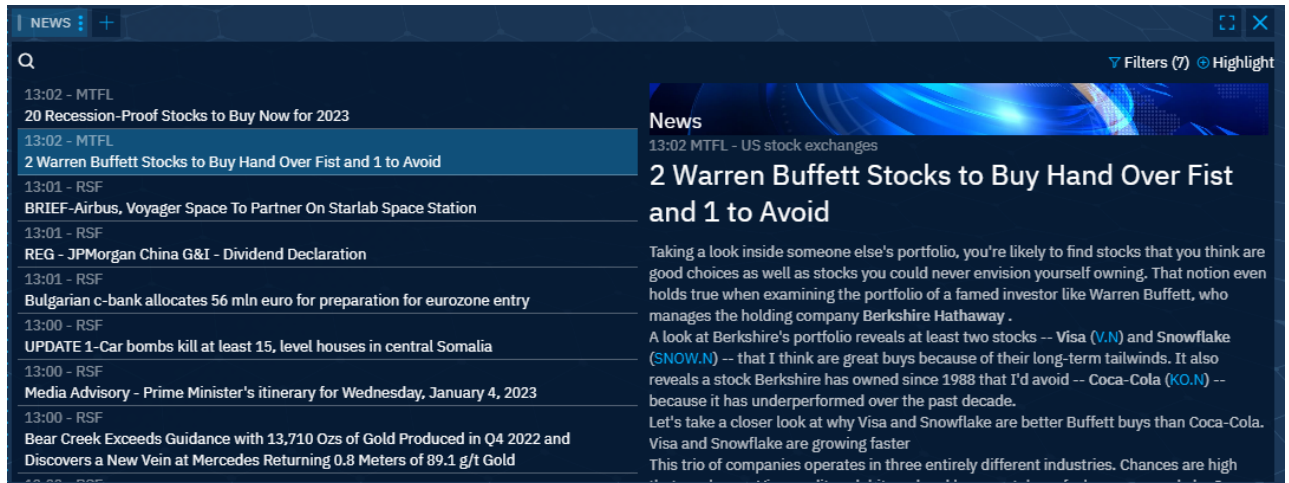 NEWS
Filters (7) Highlight
13:02 - MTFL
20 Recession-Proof Stocks to Buy Now for 2023
13:02 - MTFL
2 Warren Buffett Stocks to Buy Hand Over Fist and 1 to Avoid
13:01 - RSF
BRIEF-Airbus, Voyager Space To Partner On Starlab Space Station
13:01 - RSF
REG - JPMorgan China G&I - Dividend Declaration
13:01 - RSF
Bulgarian c-bank allocates 56 mln euro for preparation for eurozone entry
13:00 - RSF
UPDATE 1-Car bombs kill at least 15, level houses in central Somalia
13:00 - RSF
Media Advisory - Prime Minister's itinerary for Wednesday, January 4, 2023
13:00 - RSF
Bear Creek Exceeds Guidance with 13,710 Ozs of Gold Produced in Q4 2022 and
Discovers a New Vein at Mercedes Returning 0.8 Meters of 89.1 g/t Gold
News
13:02 MTFL - US stock exchanges
2 Warren Buffett Stocks to Buy Hand Over Fist
and 1 to Avoid
Taking a look inside someone else's portfolio, you're likely to find stocks that you think are
good choices as well as stocks you could never envision yourself owning. That notion even
holds true when examining the portfolio of a famed investor like Warren Buffett, who
manages the holding company Berkshire Hathaway .
A look at Berkshire's portfolio reveals at least two stocks -- Visa (V.N) and Snowflake
(SNOW.N) -- that I think are great buys because of their long-term tailwinds. It also
reveals a stock Berkshire has owned since 1988 that I'd avoid -- Coca-Cola (KO.N) --
because it has underperformed over the past decade.
Let's take a closer look at why Visa and Snowflake are better Buffett buys than Coca-Cola.
Visa and Snowflake are growing faster
This trio of companies operates in three entirely different industries. Chances are high